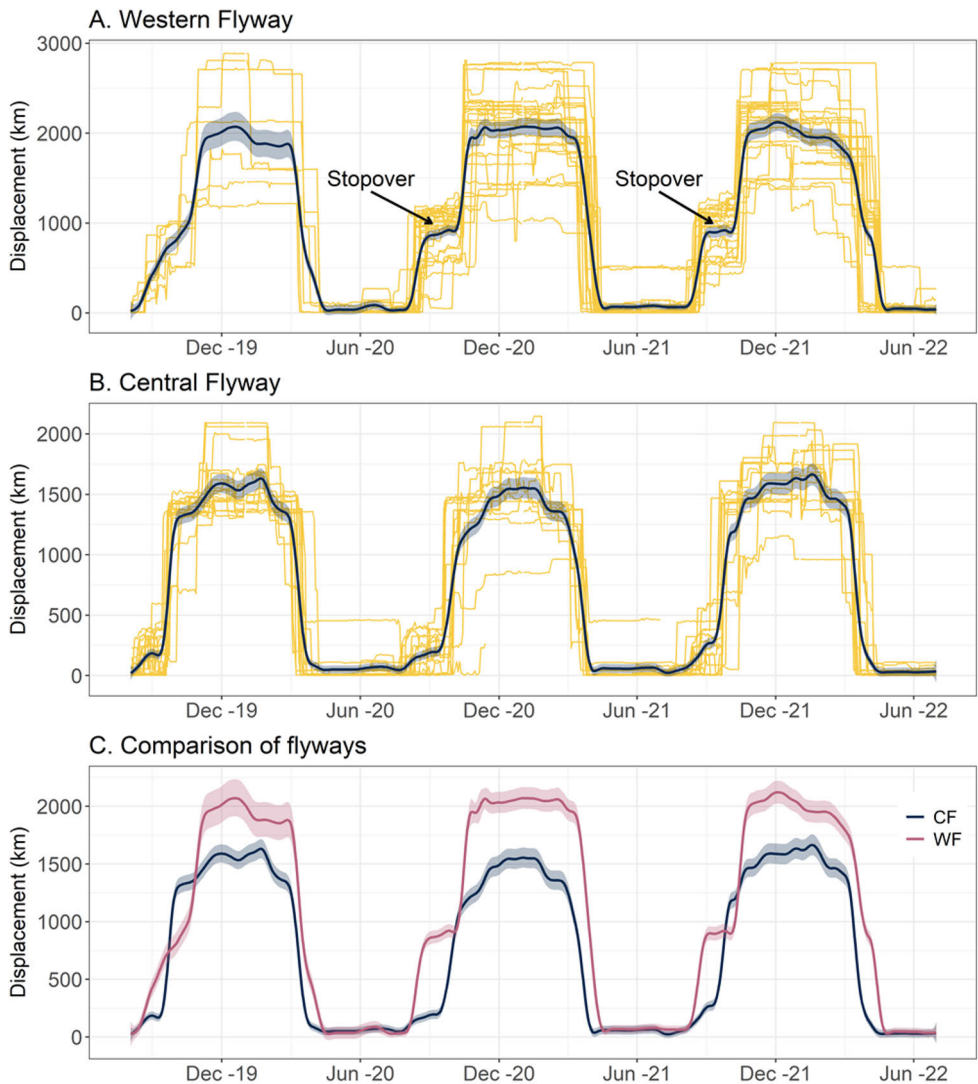 A. Western Flyway
Displacement (km)
3000
2000
1000
0
Stopover
Stopover
Dec -19
Jun -20
Dec -20
Jun -21
Dec -21
Jun -22
B. Central Flyway
Displacement (km)
2000
1500
1000
500
0
Dec -19
Jun -20
Dec -20
Jun -21
Dec -21
Jun -22
C. Comparison of flyways
Displacement (km)
2000
1500
1000
500
0
CF
WF
Dec -19
Jun -20
Dec -20
Jun -21
Dec -21
Jun -22